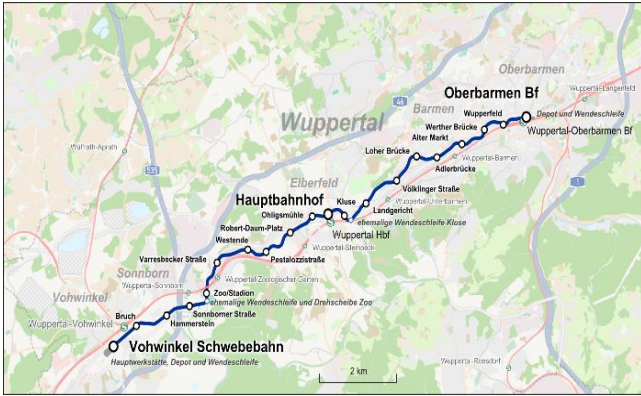 Oberbarmen
Oberbarmen Bf
Wuppertal-Langerfeld
46
Barmen
Wupperfeld
Depot und Wendeschleife
Werther Brücke
Wuppertal-Oberbarmen Bf
Wuppertal
Alter Markt
Loher Brücke
Wuppertal-Barmen
Adlerbrücke
535
Elberfeld
Völklinger Straße
1
Hauptbahnhof
Kluse
Wuppertal-Unterbarmen
Ohligsmühle
Landgericht
ehemalige Wendeschleife Kluse
Robert-Daum-Platz
Wuppertal Hbf
Westende
Wuppertal-Steinbeck
Varresbecker Straße
Pestalozzistraße
Sonnborn
Wuppertal-Zoologischer Garten
Wuppertal-Sonnborn
Zoo/Stadion
Vohwinkel
ehemalige Wendeschleife und Drehscheibe Zoo
Bruch
Sonnborner Straße
Wuppertal-Vohwinkel
Hammerstein
Vohwinkel Schwebebahn
Hauptwerkstätte, Depot und Wendeschleife
Wuppertal-Ronsdorf
2 km